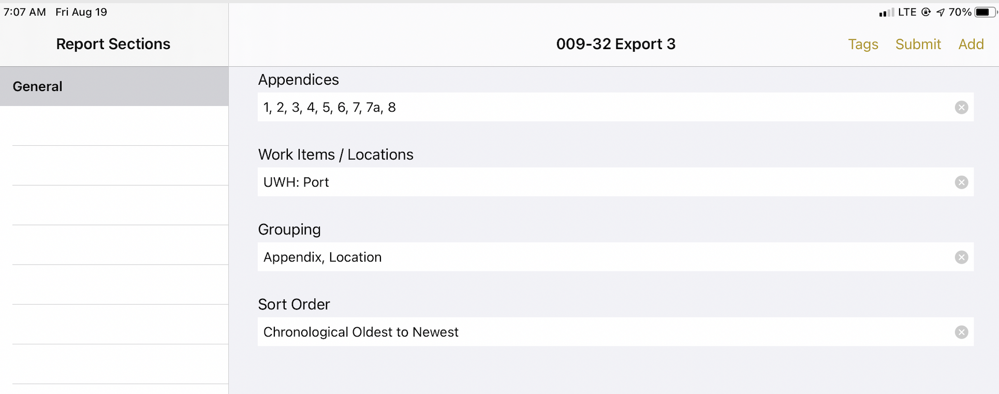 7:07 AM Fri Aug 19
LTE 70%
Report Sections
009-32 Export 3
Tags Submit Add
General
Appendices
1, 2, 3, 4, 5, 6, 7, 7a, 8
Work Items / Locations
UWH: Port
Grouping
Appendix, Location
Sort Order
Chronological Oldest to Newest